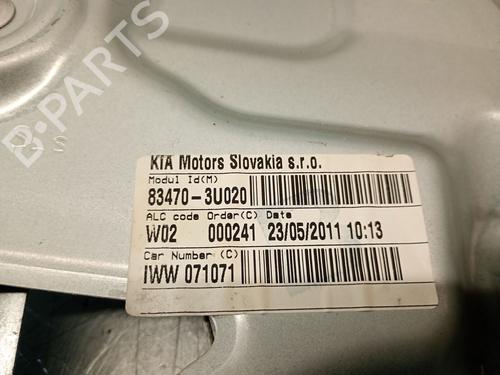 B-PARTS
KIA Motors Slovakia s.r.o.
Modul Id(M)
83470-3U020
ALC code Order(C) Date
W02 000241 23/05/2011 10:13
Car Number (C)
IWW 071071